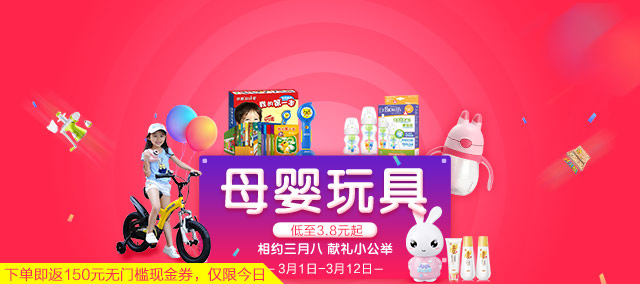 我的第一本
母婴玩具
低至3.8元起
相约三月八 献礼小公举
3月1日-3月12日
下单即返150元无门槛现金券，仅限今日